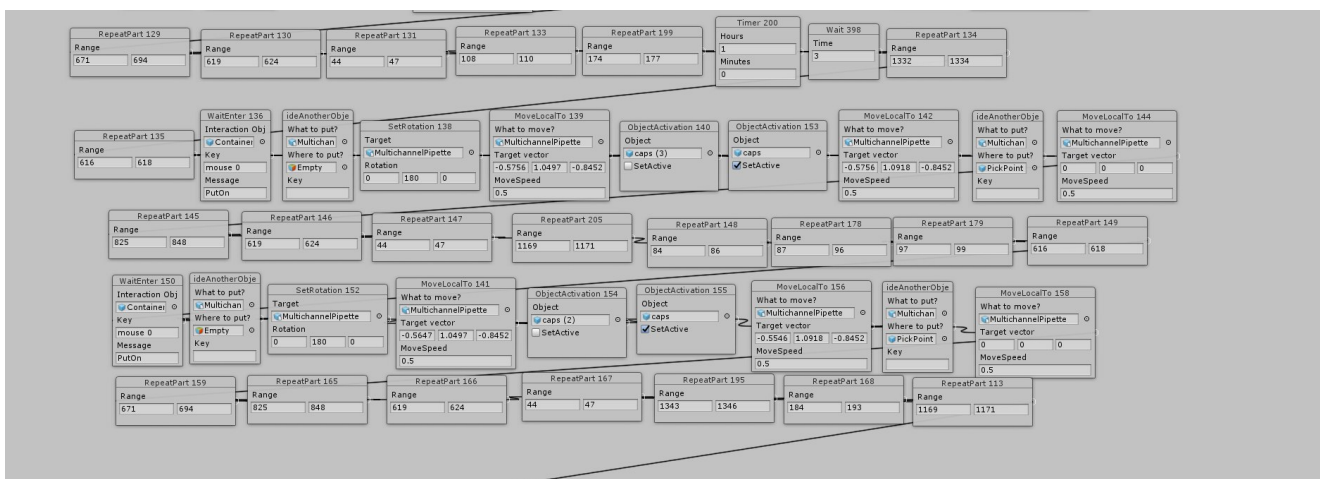 RepeatPart 129
Range
671 694
RepeatPart 130
Range
619 624
RepeatPart 131
Range
44 47
RepeatPart 133
Range
108 110
RepeatPart 199
Range
174 177
Timer 200
Hours
1
Minutes
0
Wait 398
Time
3
RepeatPart 134
Range
1332 1334
RepeatPart 135
Range
616 618
WaitEnter 136
Interaction Obj
Container
Key
mouse 0
Message
PutOn
ideAnotherObje
What to put?
Multichan
Where to put?
Empty
Key
SetRotation 138
Target
MultichannelPipette
Rotation
0 180 0
MoveLocalTo 139
What to move?
MultichannelPipette
Target vector
-0.5756 1.0497 -0.8452
MoveSpeed
0.5
ObjectActivation 140
Object
caps (3)
SetActive
ObjectActivation 153
Object
caps
SetActive
MoveLocalTo 142
What to move?
MultichannelPipette
Target vector
-0.5756 1.0918 -0.8452
MoveSpeed
0.5
ideAnotherObje
What to put?
Multichan
Where to put?
PickPoint
Key
MoveLocalTo 144
What to move?
MultichannelPipette
Target vector
0 0 0
MoveSpeed
0.5
RepeatPart 145
Range
825 848
RepeatPart 146
Range
619 624
RepeatPart 147
Range
44 47
RepeatPart 205
Range
1169 1171
RepeatPart 148
Range
84 86
RepeatPart 178
Range
87 96
RepeatPart 179
Range
97 99
RepeatPart 149
Range
616 618
WaitEnter 150
Interaction Obj
Container
Key
mouse 0
Message
PutOn
ideAnotherObje
What to put?
Multichan
Where to put?
Empty
Key
SetRotation 152
Target
MultichannelPipette
Rotation
0 180 0
MoveLocalTo 141
What to move?
MultichannelPipette
Target vector
-0.5647 1.0497 -0.8452
MoveSpeed
0.5
ObjectActivation 154
Object
caps (2)
SetActive
ObjectActivation 155
Object
caps
SetActive
MoveLocalTo 156
What to move?
MultichannelPipette
Target vector
-0.5546 1.0918 -0.8452
MoveSpeed
0.5
ideAnotherObje
What to put?
Multichan
Where to put?
PickPoint
Key
MoveLocalTo 158
What to move?
MultichannelPipette
Target vector
0 0 0
MoveSpeed
0.5
RepeatPart 159
Range
671 694
RepeatPart 165
Range
825 848
RepeatPart 166
Range
619 624
RepeatPart 167
Range
44 47
RepeatPart 195
Range
1343 1346
RepeatPart 168
Range
184 193
RepeatPart 113
Range
1169 1171